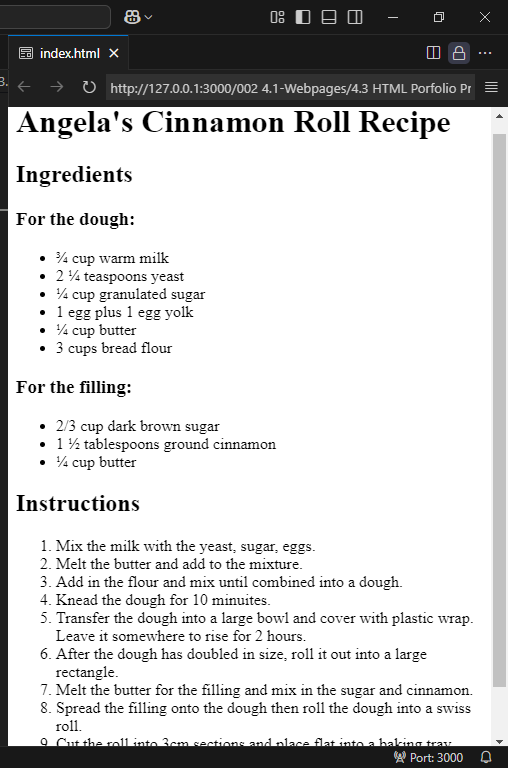 index.html
3.
http://127.0.0.1:3000/002 4.1-Webpages/4.3 HTML Porfolio Pr
Angela's Cinnamon Roll Recipe
Ingredients
For the dough:
• ¾ cup warm milk
• 2 ¼ teaspoons yeast
• ¼ cup granulated sugar
• 1 egg plus 1 egg yolk
• ¼ cup butter
• 3 cups bread flour
For the filling:
• 2/3 cup dark brown sugar
• 1 ½ tablespoons ground cinnamon
• ¼ cup butter
Instructions
1. Mix the milk with the yeast, sugar, eggs.
2. Melt the butter and add to the mixture.
3. Add in the flour and mix until combined into a dough.
4. Knead the dough for 10 minuites.
5. Transfer the dough into a large bowl and cover with plastic wrap.
Leave it somewhere to rise for 2 hours.
6. After the dough has doubled in size, roll it out into a large
rectangle.
7. Melt the butter for the filling and mix in the sugar and cinnamon.
8. Spread the filling onto the dough then roll the dough into a swiss
roll.
9. Cut the roll into 3cm sections and place flat into a baking tray.
Port: 3000